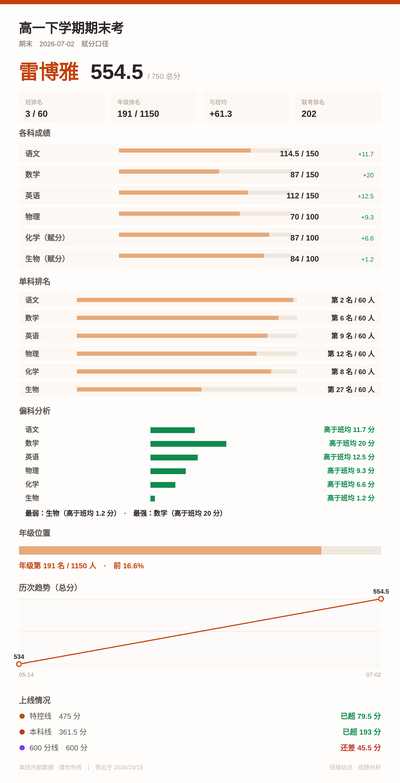 高一下学期期末考
期末 2026-07-02 赋分口径
雷博雅 554.5 / 750 总分
班排名 年级排名 与班均 联考排名
3 / 60 191 / 1150 +61.3 202
各科成绩
语文 114.5 / 150 +11.7
数学 87 / 150 +20
英语 112 / 150 +12.5
物理 70 / 100 +9.3
化学（赋分） 87 / 100 +6.6
生物（赋分） 84 / 100 +1.2
单科排名
语文 第 2 名 / 60 人
数学 第 6 名 / 60 人
英语 第 9 名 / 60 人
物理 第 12 名 / 60 人
化学 第 8 名 / 60 人
生物 第 27 名 / 60 人
偏科分析
语文 高于班均 11.7 分
数学 高于班均 20 分
英语 高于班均 12.5 分
物理 高于班均 9.3 分
化学 高于班均 6.6 分
生物 高于班均 1.2 分
最弱：生物（高于班均 1.2 分） · 最强：数学（高于班均 20 分）
年级位置
年级第 191 名 / 1150 人 · 前 16.6%
历次趋势（总分）
554.5
534
05-14 07-02
上线情况
特控线 475 分 已超 79.5 分
本科线 361.5 分 已超 193 分
600 分线 600 分 还差 45.5 分